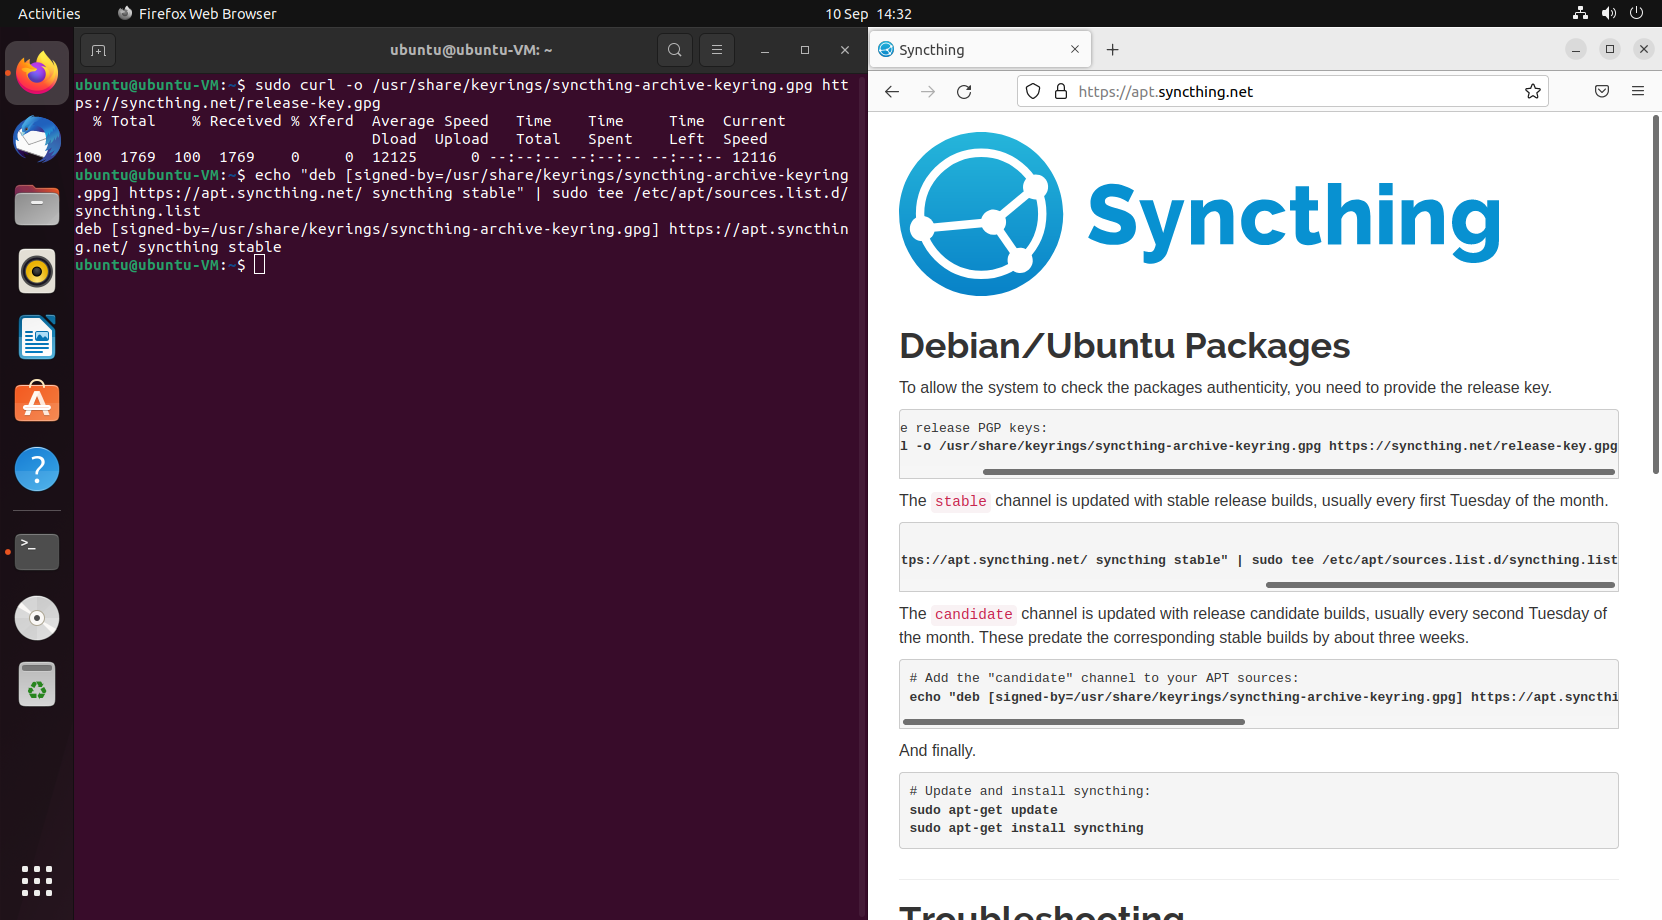 Activities
Firefox Web Browser
10 Sep 14:32
ubuntu@ubuntu-VM: ~
ubuntu@ubuntu-VM:~$ sudo curl -o /usr/share/keyrings/syncthing-archive-keyring.gpg htt
ps://syncthing.net/release-key.gpg
% Total % Received % Xferd Average Speed Time Time Time Current
Dload Upload Total Spent Left Speed
100 1769 100 1769 0 0 12125 0 --:--:-- --:--:-- --:--:-- 12116
ubuntu@ubuntu-VM:~$ echo "deb [signed-by=/usr/share/keyrings/syncthing-archive-keyring
.gpg] https://apt.syncthing.net/ syncthing stable" | sudo tee /etc/apt/sources.list.d/
syncthing.list
deb [signed-by=/usr/share/keyrings/syncthing-archive-keyring.gpg] https://apt.syncthin
g.net/ syncthing stable
ubuntu@ubuntu-VM:~$
Syncthing
https://apt.syncthing.net
Syncthing
Debian/Ubuntu Packages
To allow the system to check the packages authenticity, you need to provide the release key.
e release PGP keys:
l -o /usr/share/keyrings/syncthing-archive-keyring.gpg https://syncthing.net/release-key.gpg
The stable channel is updated with stable release builds, usually every first Tuesday of the month.
tps://apt.syncthing.net/ syncthing stable" | sudo tee /etc/apt/sources.list.d/syncthing.list
The candidate channel is updated with release candidate builds, usually every second Tuesday of
the month. These predate the corresponding stable builds by about three weeks.
# Add the "candidate" channel to your APT sources:
echo "deb [signed-by=/usr/share/keyrings/syncthing-archive-keyring.gpg] https://apt.syncthi
And finally.
# Update and install syncthing:
sudo apt-get update
sudo apt-get install syncthing
Troubleshooting